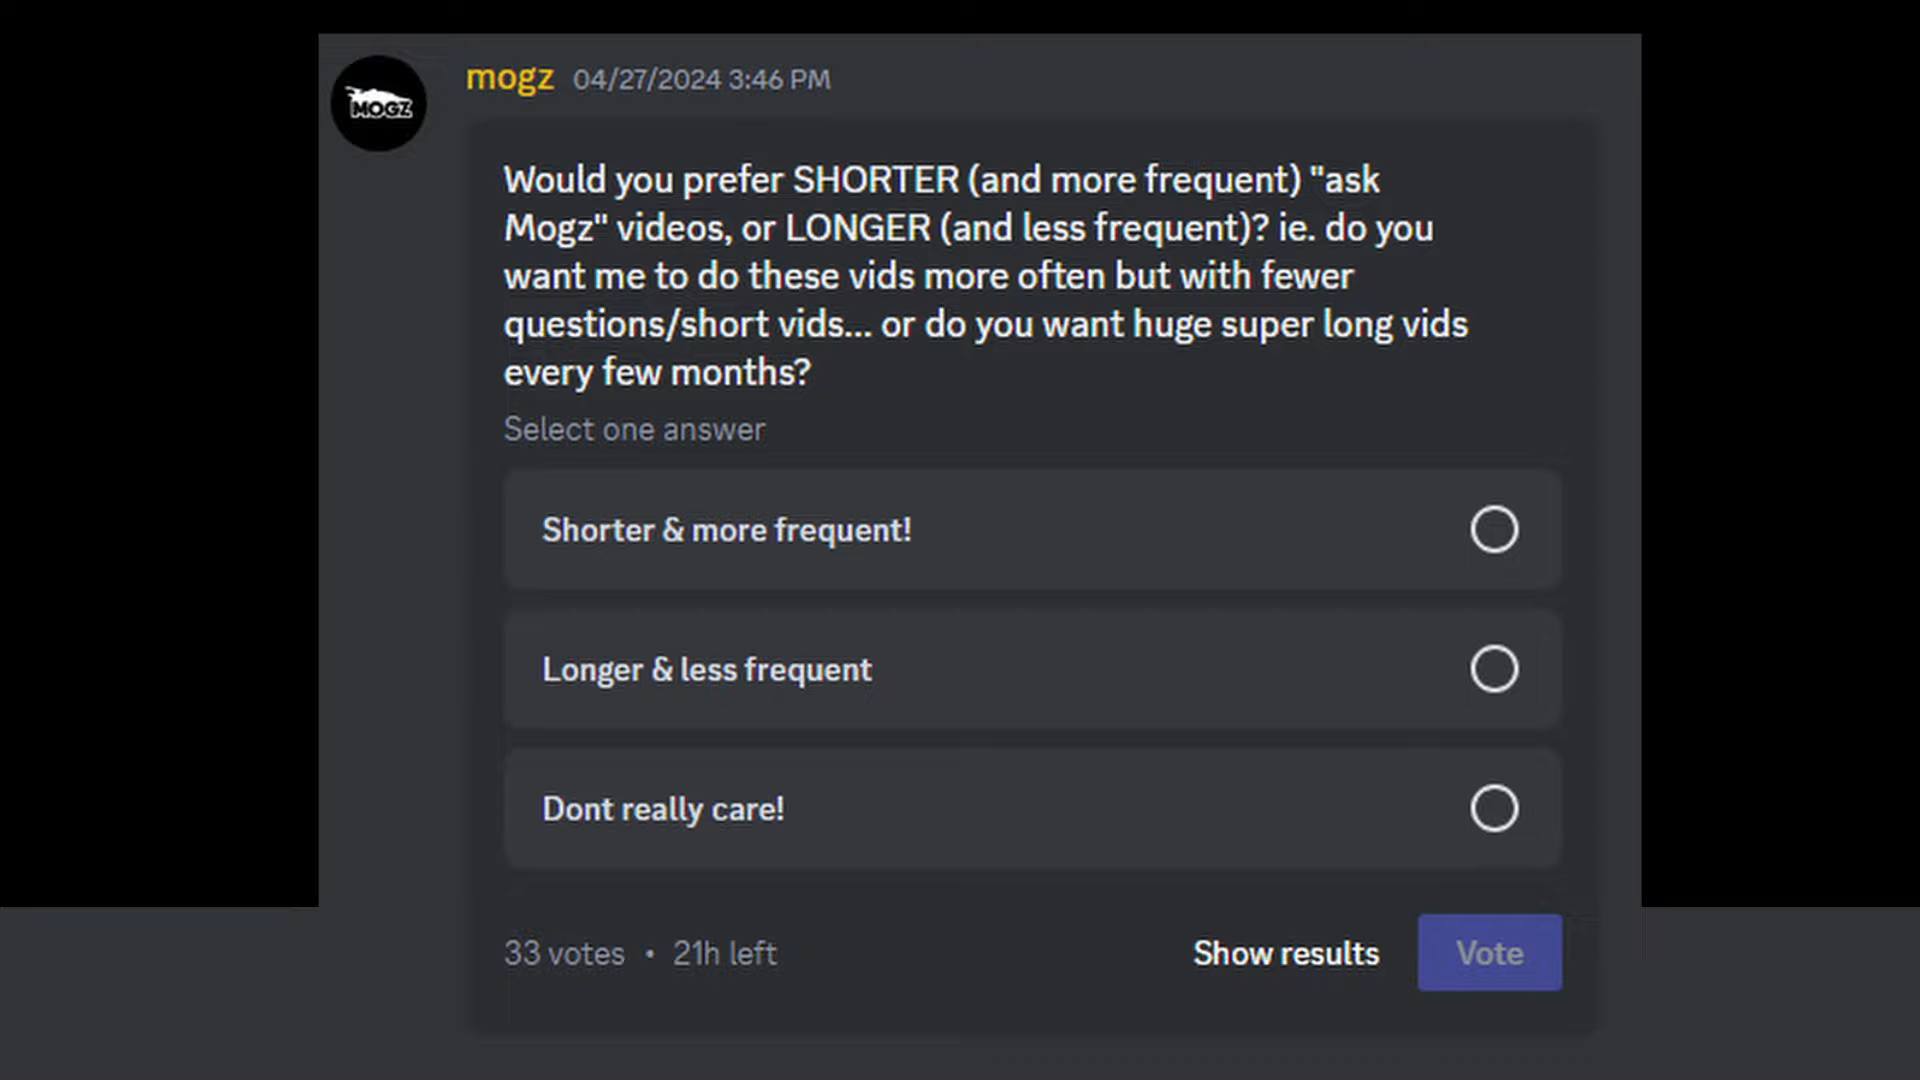 MOGZ
mogz 04/27/2024 3:46 PM
Would you prefer SHORTER (and more frequent) "ask
Mogz" videos, or LONGER (and less frequent)? ie. do you
want me to do these vids more often but with fewer
questions/short vids... or do you want huge super long vids
every few months?
Select one answer
Shorter & more frequent!
Longer & less frequent
Dont really care!
33 votes • 21h left Show results Vote